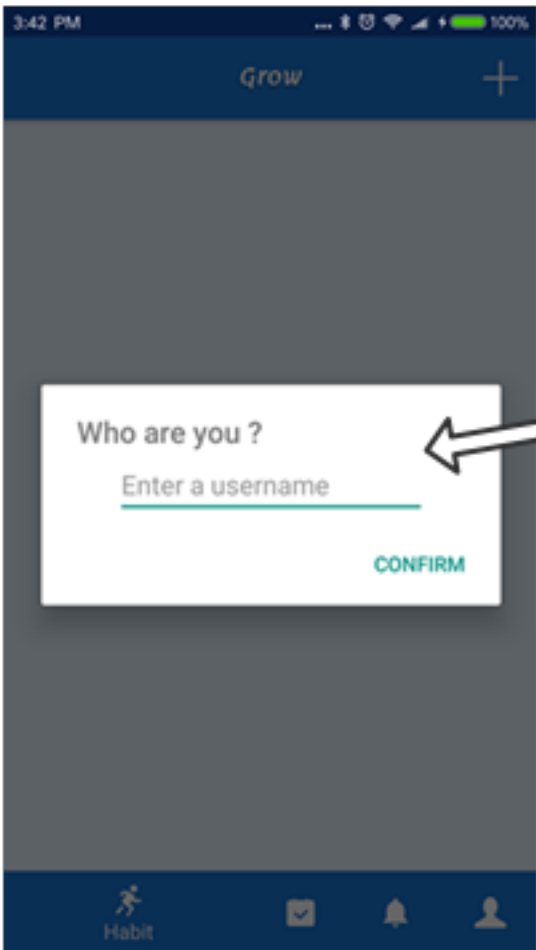 3:42 PM ... 100%
Grow
Who are you ?
Enter a username
CONFIRM
Habit